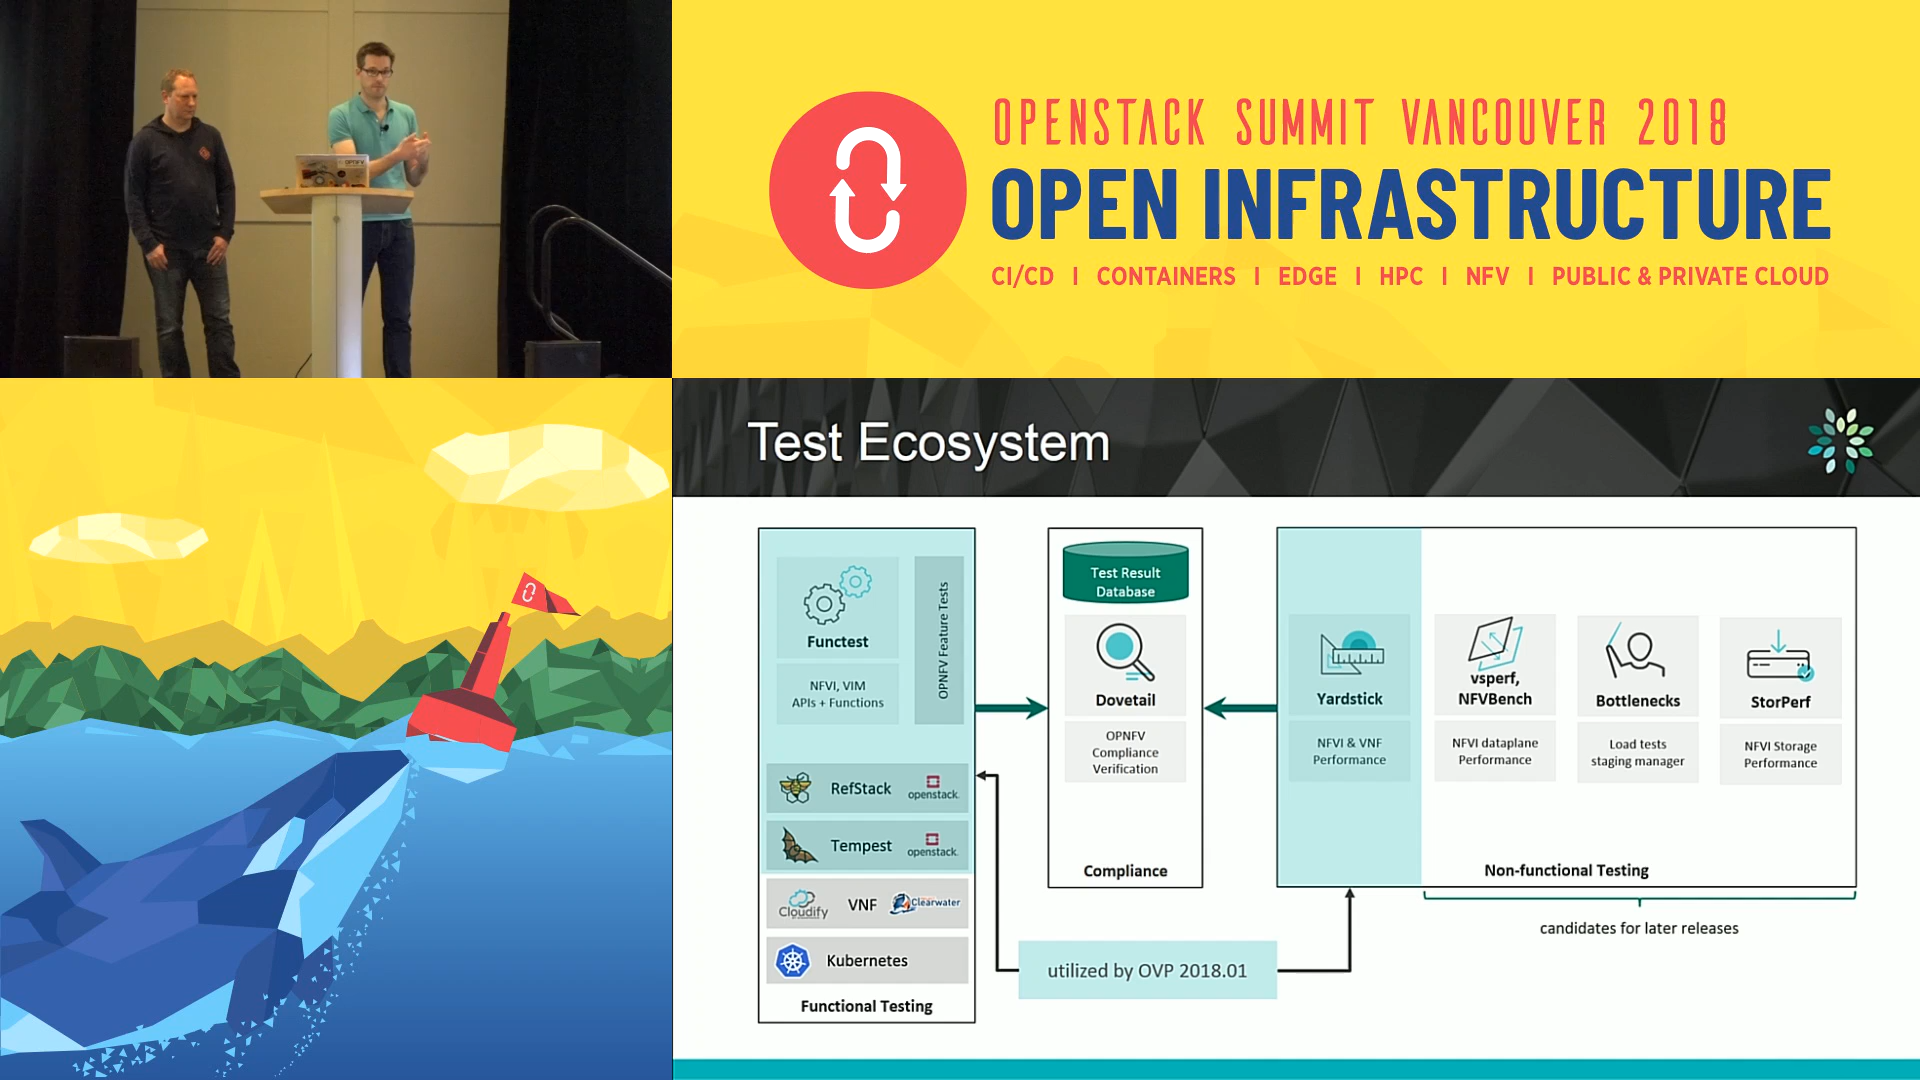 OPENSTACK SUMMIT VANCOUVER 2018
OPEN INFRASTRUCTURE
CI/CD | CONTAINERS | EDGE | HPC | NFV | PUBLIC & PRIVATE CLOUD
OPNFV
Test Ecosystem
Functest
NFVI, VIM
APIs + Functions
OPNFV Feature Tests
RefStack
openstack.
Tempest
openstack.
Cloudify
VNF
Clearwater
Kubernetes
Functional Testing
Test Result
Database
Dovetail
OPNFV
Compliance
Verification
Compliance
Yardstick
NFVI & VNF
Performance
vsperf,
NFVBench
NFVI dataplane
Performance
Bottlenecks
Load tests
staging manager
StorPerf
NFVI Storage
Performance
Non-functional Testing
candidates for later releases
utilized by OVP 2018.01